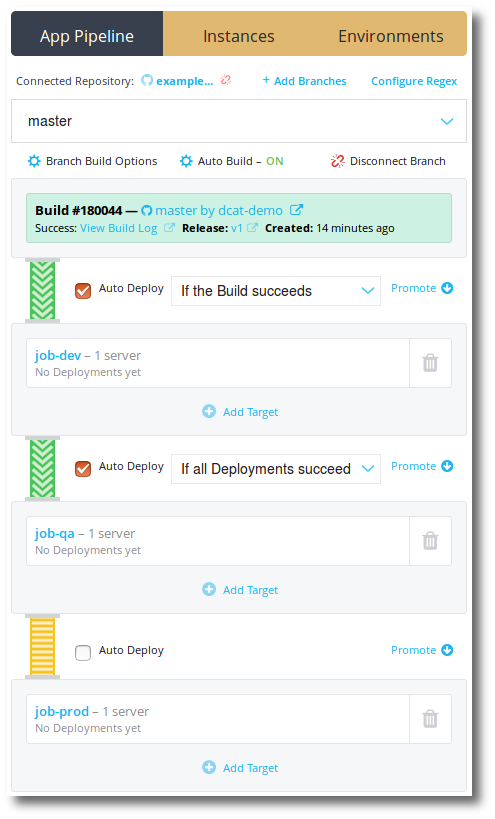 App Pipeline Instances Environments
Connected Repository: example... + Add Branches Configure Regex
master
Branch Build Options Auto Build – ON Disconnect Branch
Build #180044 — master by dcat-demo
Success: View Build Log Release: v1 Created: 14 minutes ago
Auto Deploy If the Build succeeds Promote
job-dev – 1 server
No Deployments yet
Add Target
Auto Deploy If all Deployments succeed Promote
job-qa – 1 server
No Deployments yet
Add Target
Auto Deploy Promote
job-prod – 1 server
No Deployments yet
Add Target